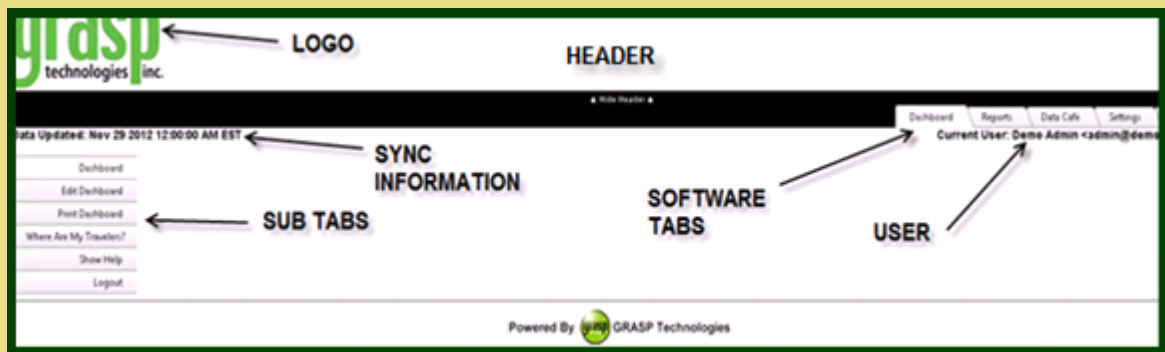 grasp
technologies inc.
LOGO
HEADER
▲ Hide Header ▲
Dashboard Reports Data Cafe Settings
Data Updated: Nov 29 2012 12:00:00 AM EST
Current User: Demo Admin <admin@demo
SYNC
INFORMATION
Dashboard
Edit Dashboard
Print Dashboard
Where Are My Travelers?
Show Help
Logout
SUB TABS
SOFTWARE
TABS
USER
Powered By grasp GRASP Technologies